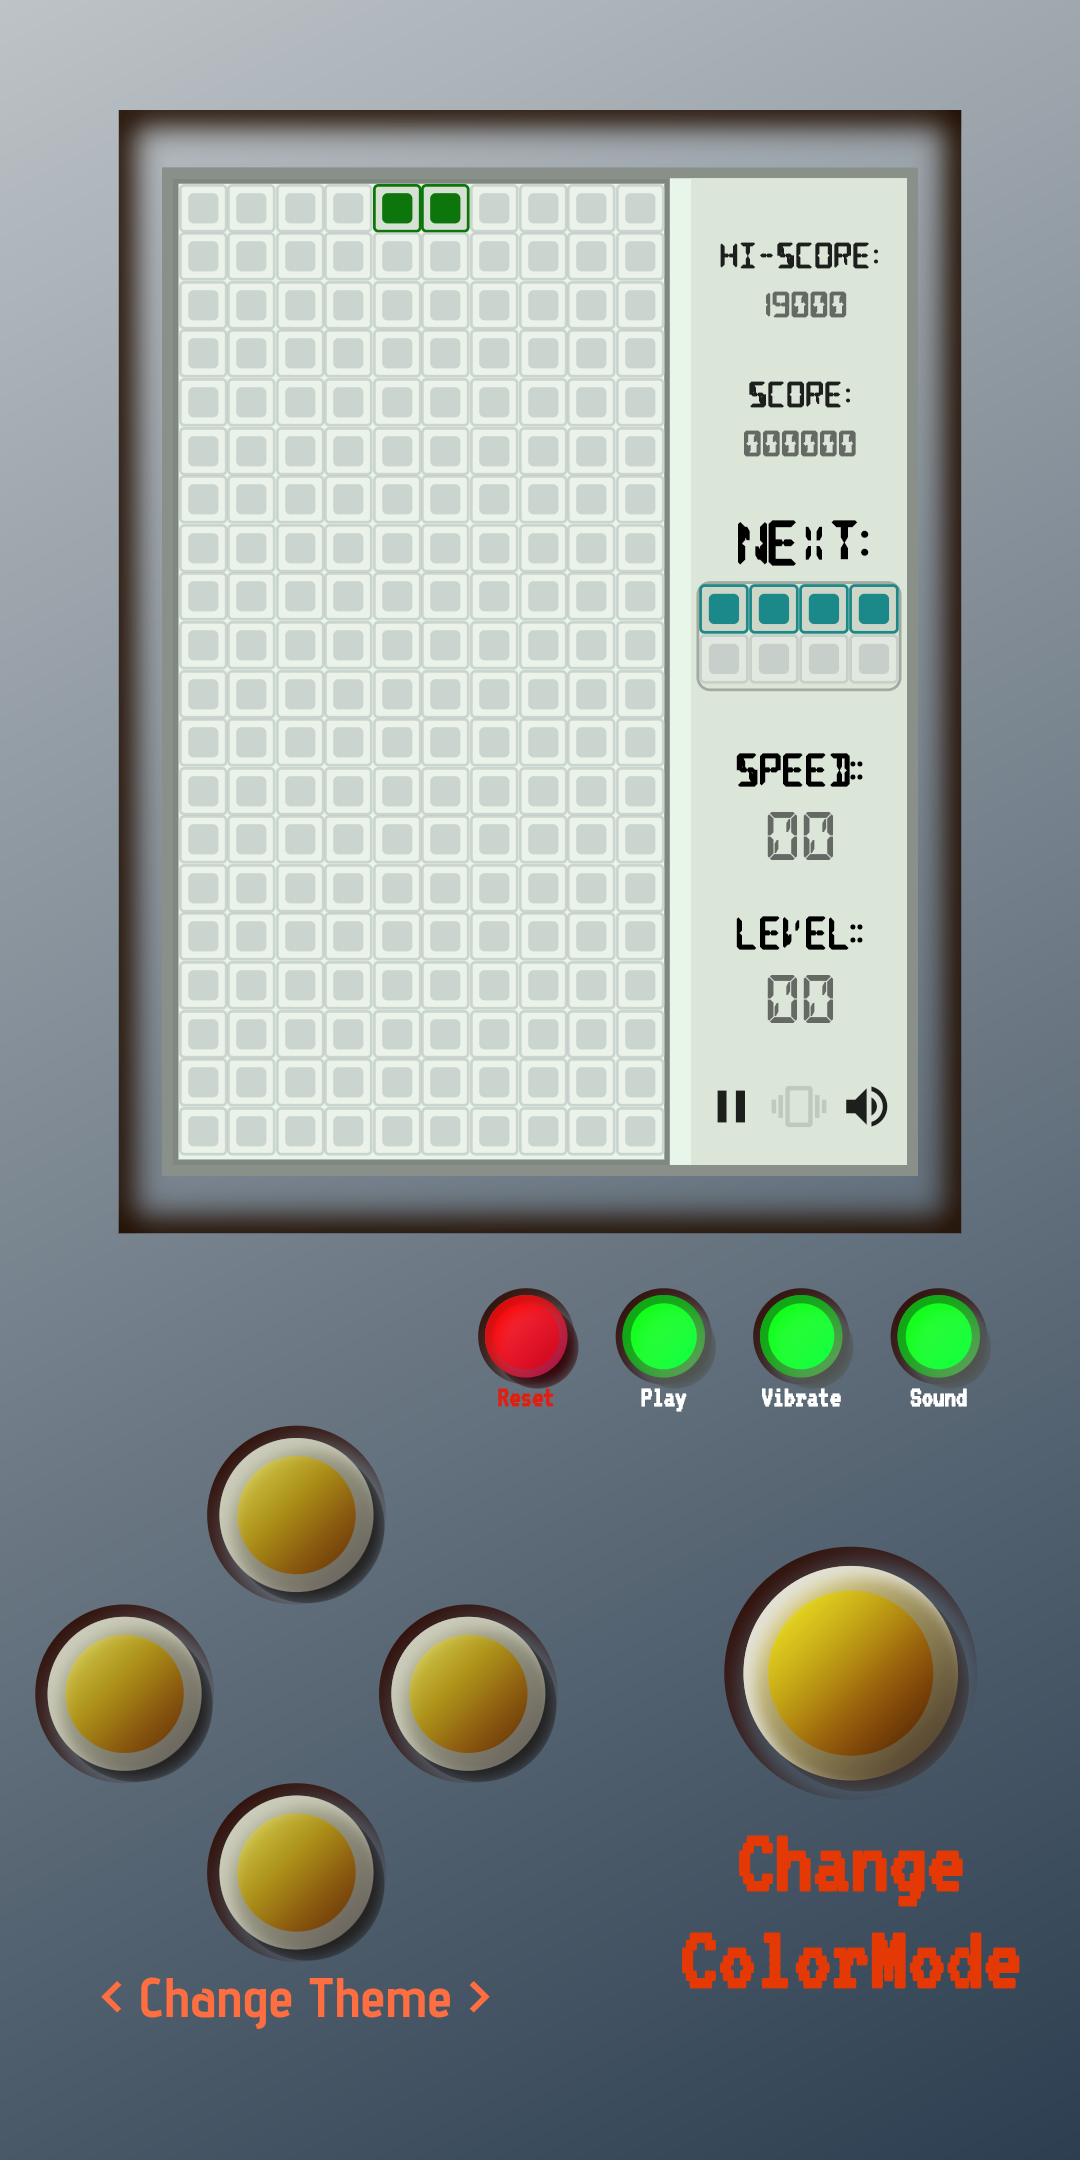 HI-SCORE:
19000
SCORE:
000000
NEXT:
SPEED::
00
LEVEL::
00
Reset
Play
Vibrate
Sound
Change
ColorMode
< Change Theme >